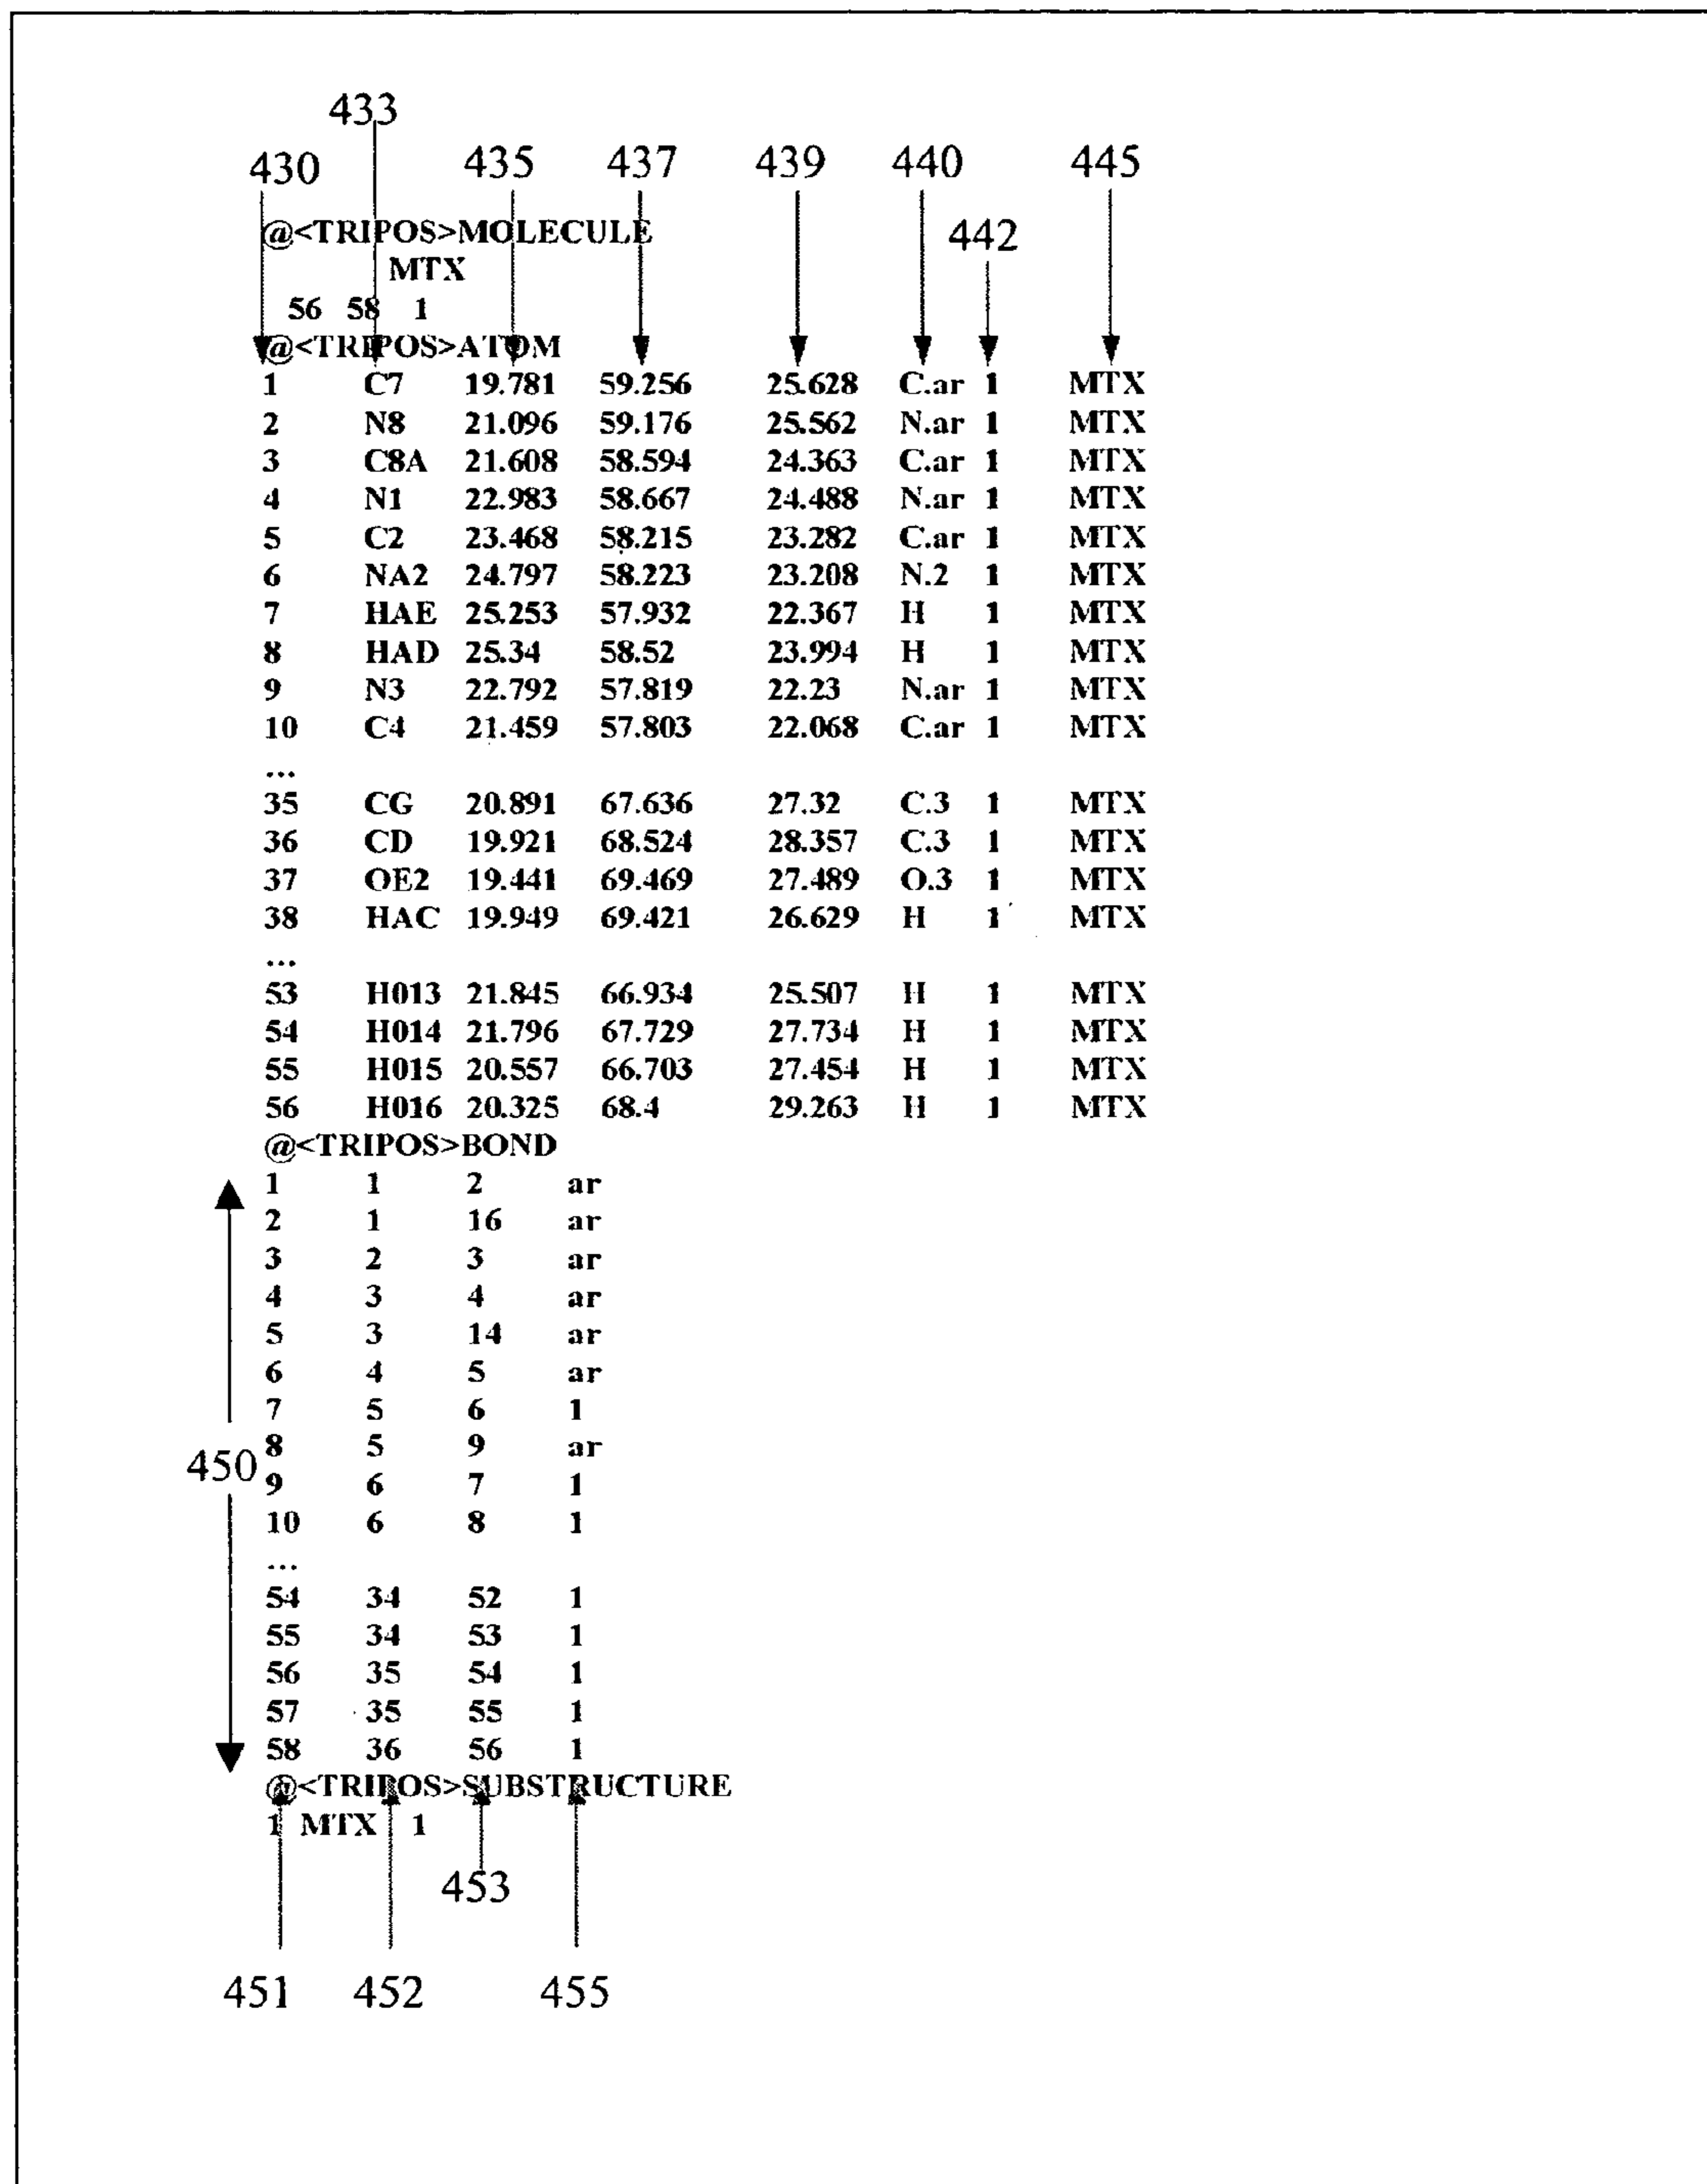 433
430 435 437 439 440 445
@<TRIPOS>MOLECULE 442
MTX
56 58 1
@<TRIPOS>ATOM
1 C7 19.781 59.256 25.628 C.ar 1 MTX
2 N8 21.096 59.176 25.562 N.ar 1 MTX
3 C8A 21.608 58.594 24.363 C.ar 1 MTX
4 N1 22.983 58.667 24.488 N.ar 1 MTX
5 C2 23.468 58.215 23.282 C.ar 1 MTX
6 NA2 24.797 58.223 23.208 N.2 1 MTX
7 HAE 25.253 57.932 22.367 H 1 MTX
8 HAD 25.34 58.52 23.994 H 1 MTX
9 N3 22.792 57.819 22.23 N.ar 1 MTX
10 C4 21.459 57.803 22.068 C.ar 1 MTX
...
35 CG 20.891 67.636 27.32 C.3 1 MTX
36 CD 19.921 68.524 28.357 C.3 1 MTX
37 OE2 19.441 69.469 27.489 O.3 1 MTX
38 HAC 19.949 69.421 26.629 H 1 MTX
...
53 H013 21.845 66.934 25.507 H 1 MTX
54 H014 21.796 67.729 27.734 H 1 MTX
55 H015 20.557 66.703 27.454 H 1 MTX
56 H016 20.325 68.4 29.263 H 1 MTX
@<TRIPOS>BOND
1 1 2 ar
2 1 16 ar
3 2 3 ar
4 3 4 ar
5 3 14 ar
6 4 5 ar
7 5 6 1
8 5 9 ar
450
9 6 7 1
10 6 8 1
...
54 34 52 1
55 34 53 1
56 35 54 1
57 35 55 1
58 36 56 1
@<TRIPOS>SUBSTRUCTURE
1 MTX 1
453
451 452 455